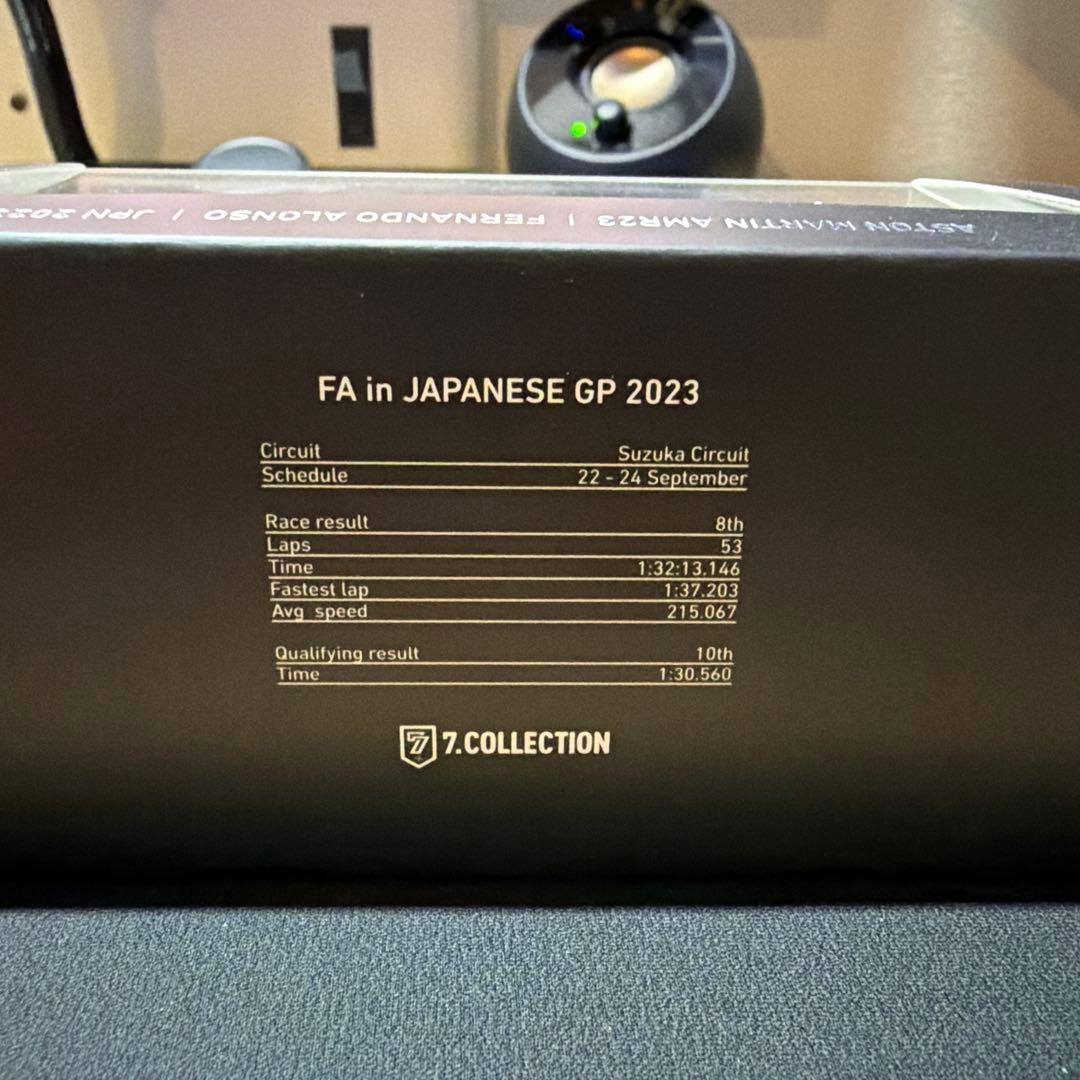 ASTON MARTIN AMR23 | FERNANDO ALONSO | JPN 2023
FA in JAPANESE GP 2023
Circuit Suzuka Circuit
Schedule 22 - 24 September
Race result 8th
Laps 53
Time 1:32:13.146
Fastest lap 1:37.203
Avg speed 215.067
Qualifying result 10th
Time 1:30.560
7.COLLECTION